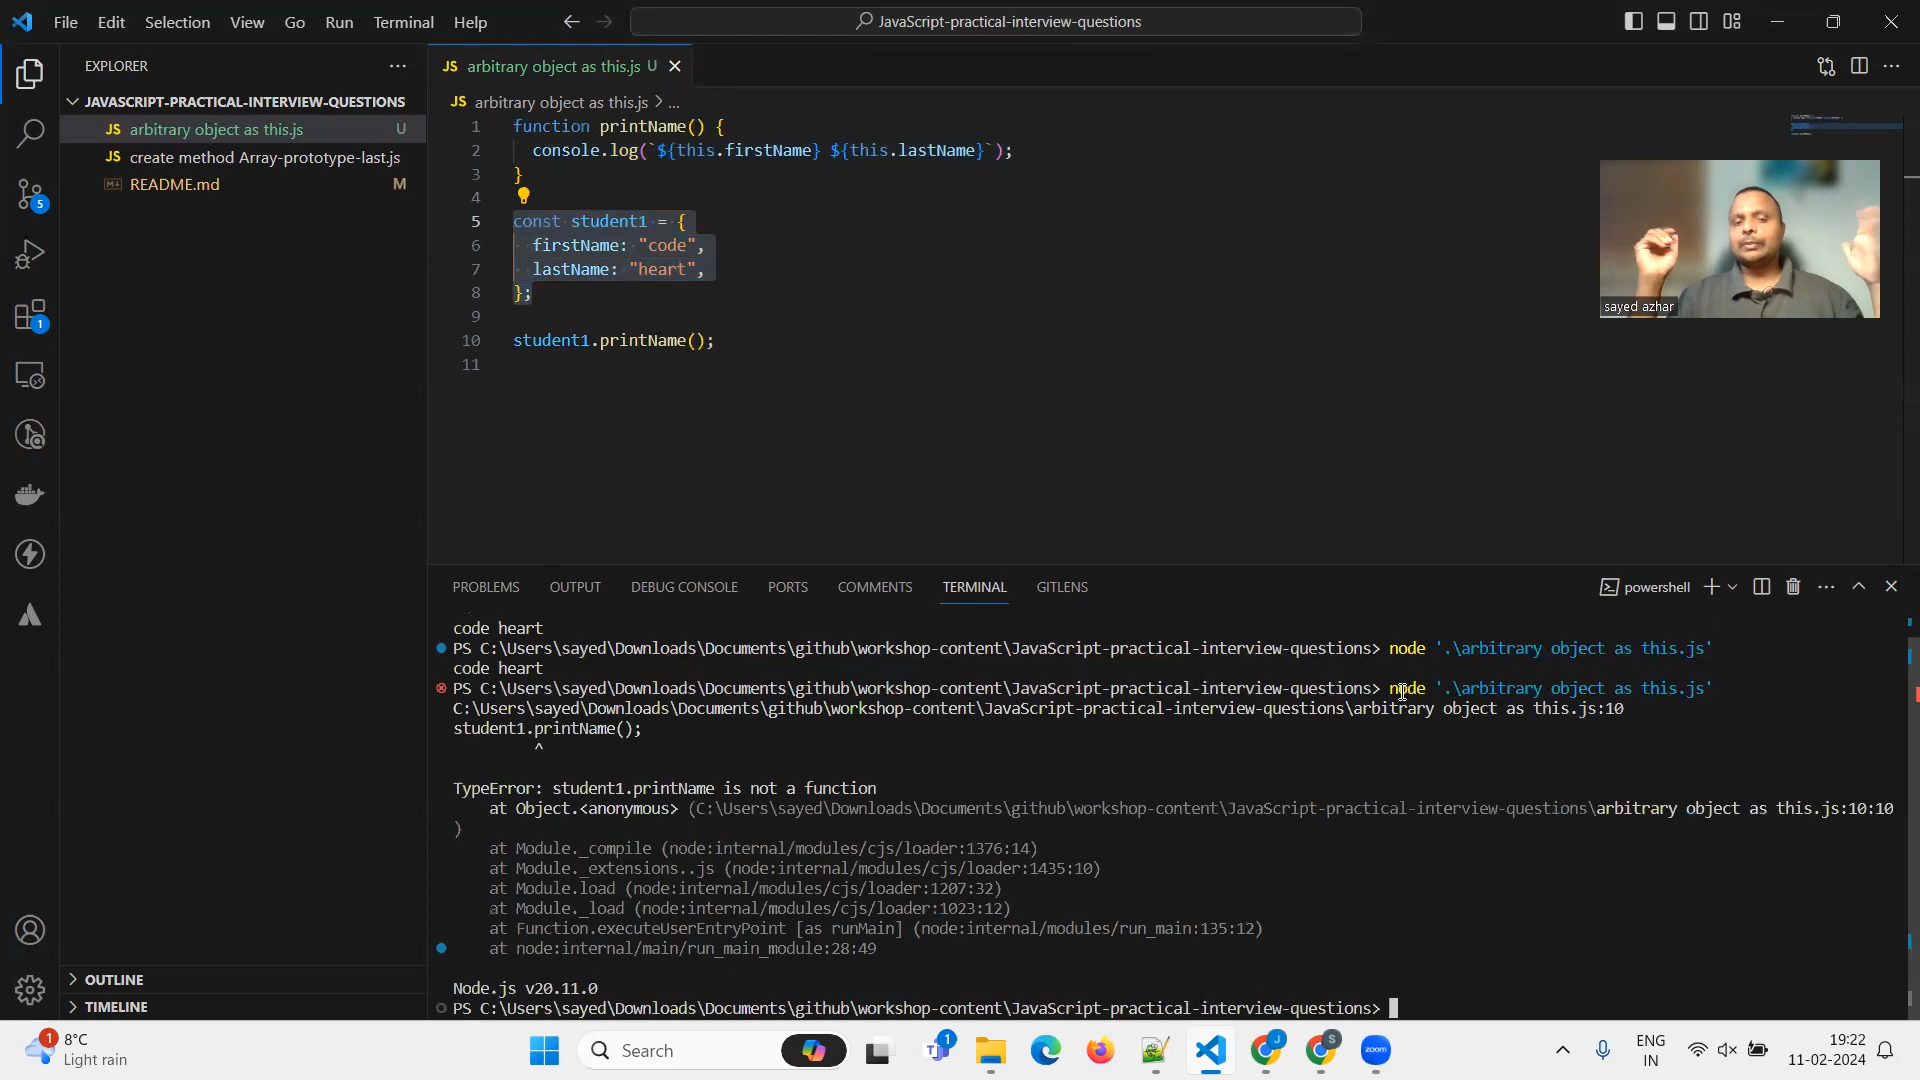 File Edit Selection View Go Run Terminal Help
JavaScript-practical-interview-questions
EXPLORER
JAVASCRIPT-PRACTICAL-INTERVIEW-QUESTIONS
JS arbitrary object as this.js U
JS create method Array-prototype-last.js
README.md M
5
1
OUTLINE
TIMELINE
JS arbitrary object as this.js U
JS arbitrary object as this.js > ...
1 function printName() {
2 console.log(`${this.firstName} ${this.lastName}`);
3 }
4
5 const student1 = {
6 firstName: "code",
7 lastName: "heart",
8 };
9
10 student1.printName();
11
sayed azhar
PROBLEMS OUTPUT DEBUG CONSOLE PORTS COMMENTS TERMINAL GITLENS
powershell
code heart
PS C:\Users\sayed\Downloads\Documents\github\workshop-content\JavaScript-practical-interview-questions> node '.\arbitrary object as this.js'
code heart
PS C:\Users\sayed\Downloads\Documents\github\workshop-content\JavaScript-practical-interview-questions> node '.\arbitrary object as this.js'
C:\Users\sayed\Downloads\Documents\github\workshop-content\JavaScript-practical-interview-questions\arbitrary object as this.js:10
student1.printName();
^
TypeError: student1.printName is not a function
at Object.<anonymous> (C:\Users\sayed\Downloads\Documents\github\workshop-content\JavaScript-practical-interview-questions\arbitrary object as this.js:10:10
)
at Module._compile (node:internal/modules/cjs/loader:1376:14)
at Module._extensions..js (node:internal/modules/cjs/loader:1435:10)
at Module.load (node:internal/modules/cjs/loader:1207:32)
at Module._load (node:internal/modules/cjs/loader:1023:12)
at Function.executeUserEntryPoint [as runMain] (node:internal/modules/run_main:135:12)
at node:internal/main/run_main_module:28:49
Node.js v20.11.0
PS C:\Users\sayed\Downloads\Documents\github\workshop-content\JavaScript-practical-interview-questions>
1
8°C
Light rain
Search
1
J
S
zoom
ENG
IN
19:22
11-02-2024